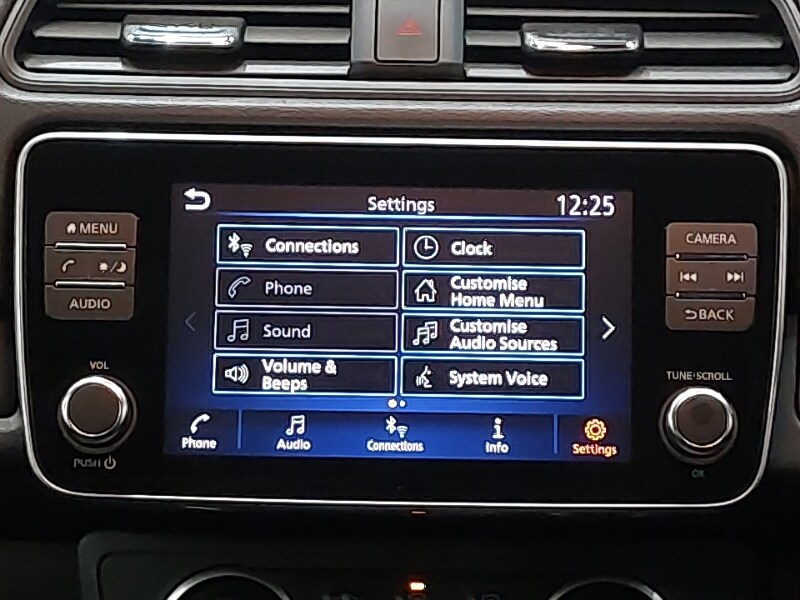 MENU
AUDIO
VOL
PUSH
Settings
12:25
Connections
Clock
Phone
Customise
Home Menu
Sound
Customise
Audio Sources
Volume &
Beeps
System Voice
Phone
Audio
Connections
Info
Settings
CAMERA
BACK
TUNE·SCROLL
OK